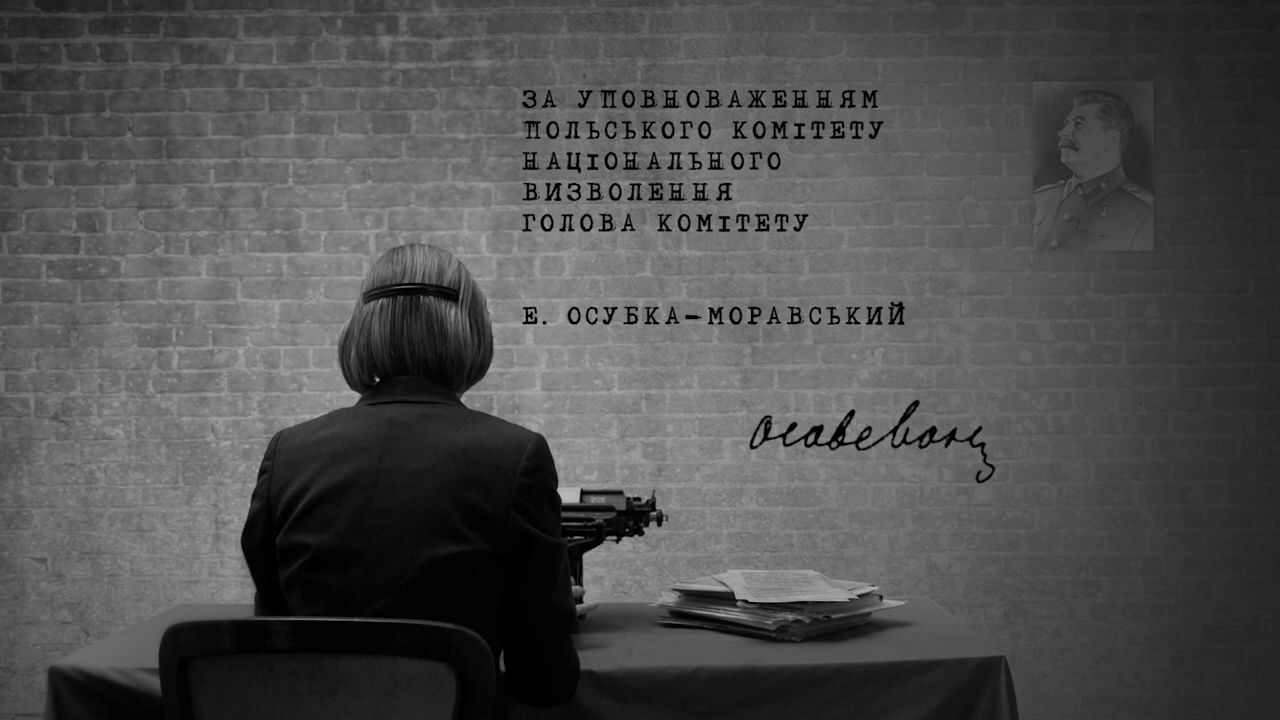 ЗА УПОВНОВАЖЕННЯМ
ПОЛЬСЬКОГО КОМІТЕТУ
НАЦІОНАЛЬНОГО
ВИЗВОЛЕННЯ
ГОЛОВА КОМІТЕТУ
Е. ОСУБКА-МОРАВСЬКИЙ